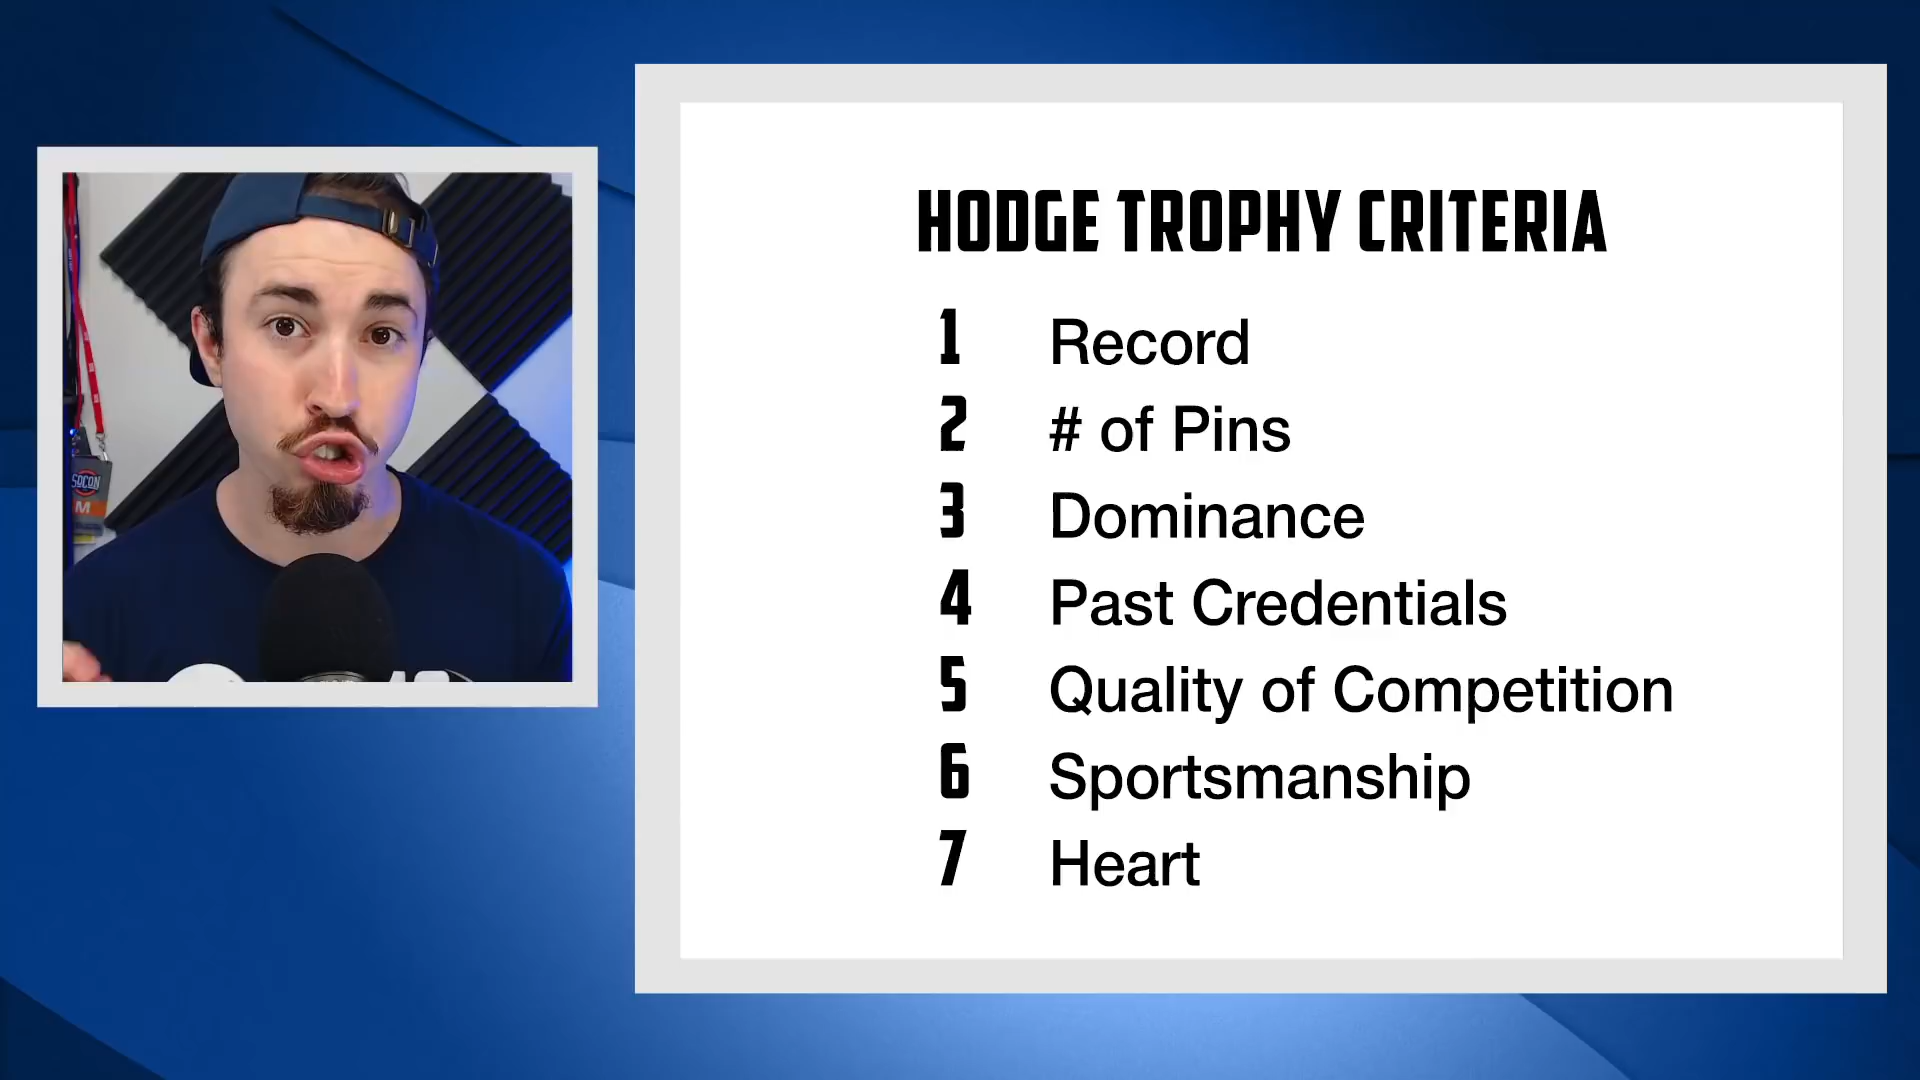 HODGE TROPHY CRITERIA
1 Record
2 # of Pins
3 Dominance
4 Past Credentials
5 Quality of Competition
6 Sportsmanship
7 Heart
SOCON
M